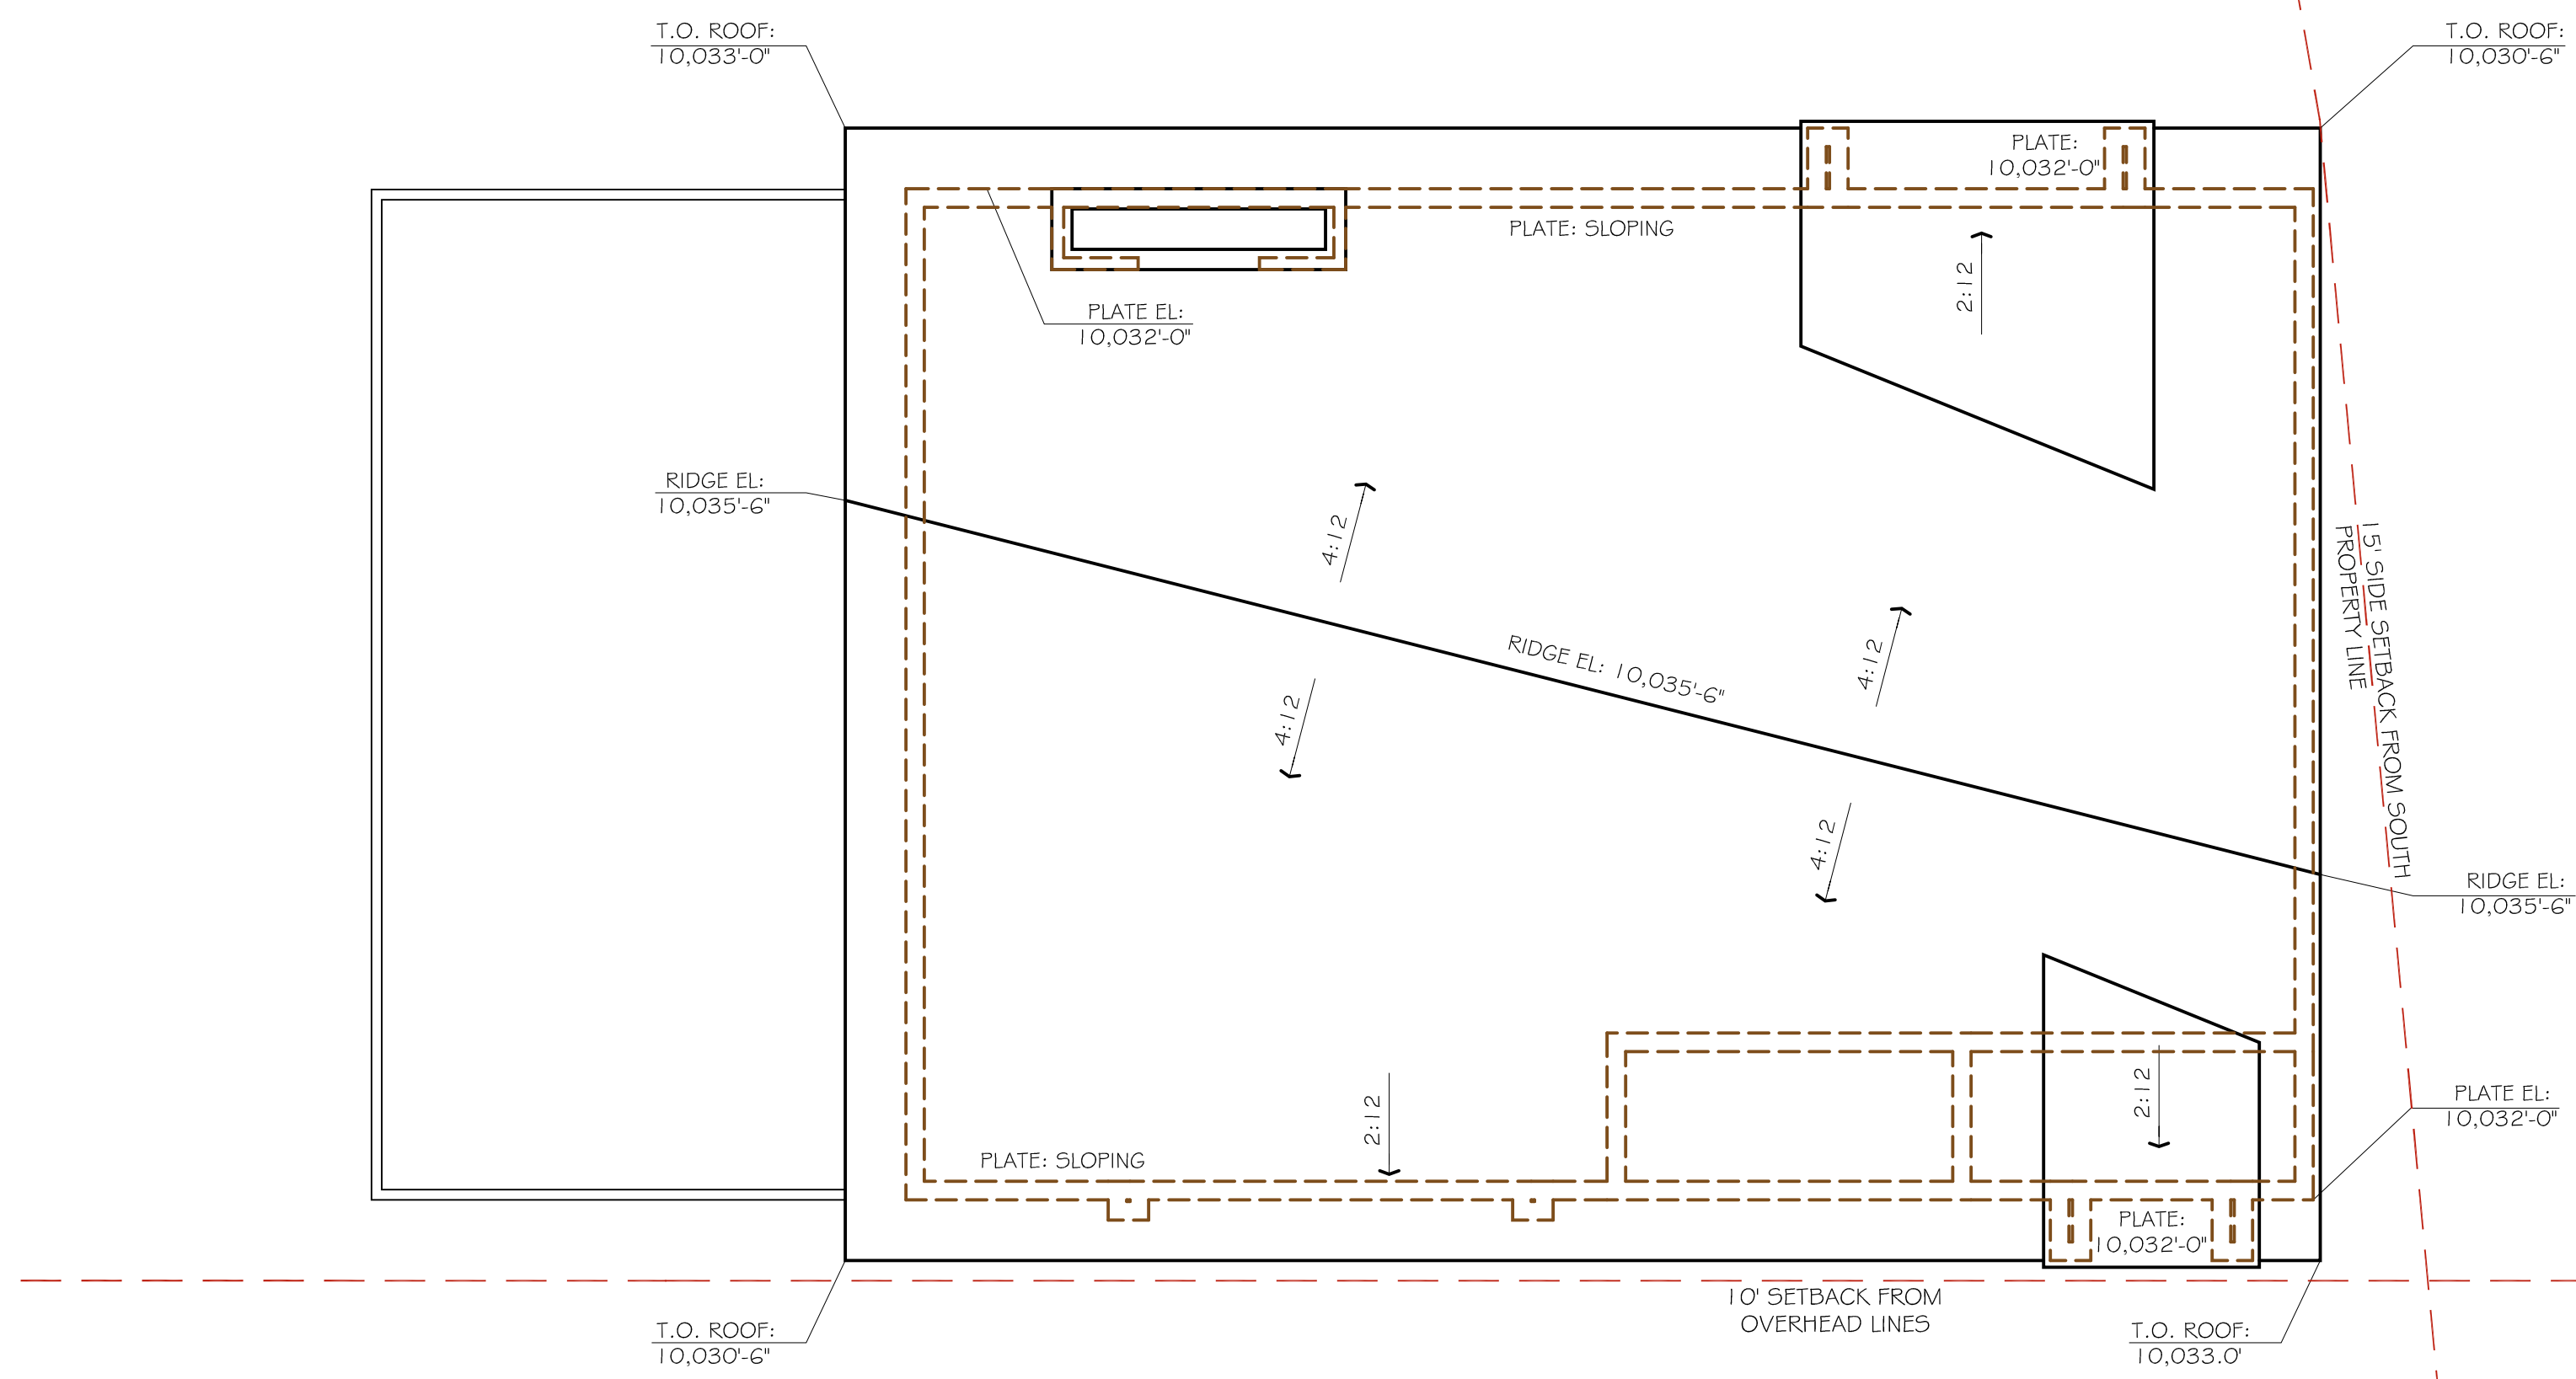 T.O. ROOF:
10,033'-0"
T.O. ROOF:
10,030'-6"
PLATE:
10,032'-0"
PLATE: SLOPING
2:12
PLATE EL:
10,032'-0"
RIDGE EL:
10,035'-6"
4:12
4:12
RIDGE EL: 10,035'-6"
4:12
4:12
15' SIDE SETBACK FROM SOUTH
PROPERTY LINE
RIDGE EL:
10,035'-6"
2:12
2:12
PLATE EL:
10,032'-0"
PLATE: SLOPING
PLATE:
10,032'-0"
10' SETBACK FROM
OVERHEAD LINES
T.O. ROOF:
10,030'-6"
T.O. ROOF:
10,033.0'